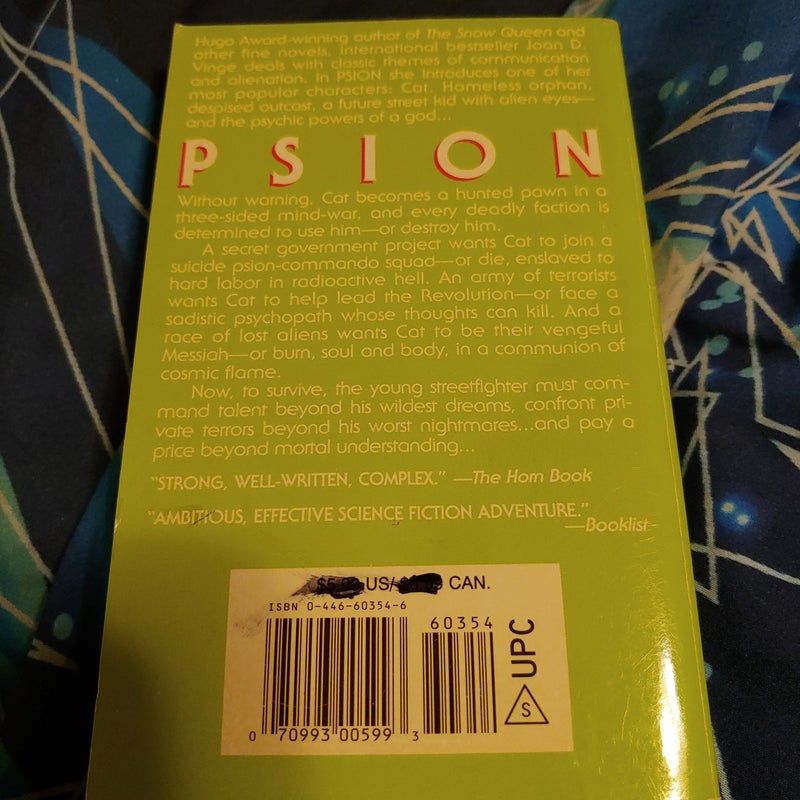 Hugo Award-winning author of The Snow Queen and
other fine novels, international bestseller Joan D.
Vinge deals with classic themes of communication
and alienation. In PSION she introduces one of her
most popular characters: Cat. Homeless orphan,
despised outcast, a future street kid with alien eyes—
and the psychic powers of a god...
PSION
Without warning, Cat becomes a hunted pawn in a
three-sided mind-war, and every deadly faction is
determined to use him—or destroy him.
A secret government project wants Cat to join a
suicide psion-commando squad—or die, enslaved to
hard labor in radioactive hell. An army of terrorists
wants Cat to help lead the Revolution—or face a
sadistic psychopath whose thoughts can kill. And a
race of lost aliens wants Cat to be their vengeful
Messiah—or burn, soul and body, in a communion of
cosmic flame.
Now, to survive, the young streetfighter must com-
mand talent beyond his wildest dreams, confront pri-
vate terrors beyond his worst nightmares...and pay a
price beyond mortal understanding...
"STRONG, WELL-WRITTEN, COMPLEX." —The Horn Book
"AMBITIOUS, EFFECTIVE SCIENCE FICTION ADVENTURE."
—Booklist
US/ CAN.
ISBN 0-446-60354-6
60354
UPC
S
0 70993 00599 3